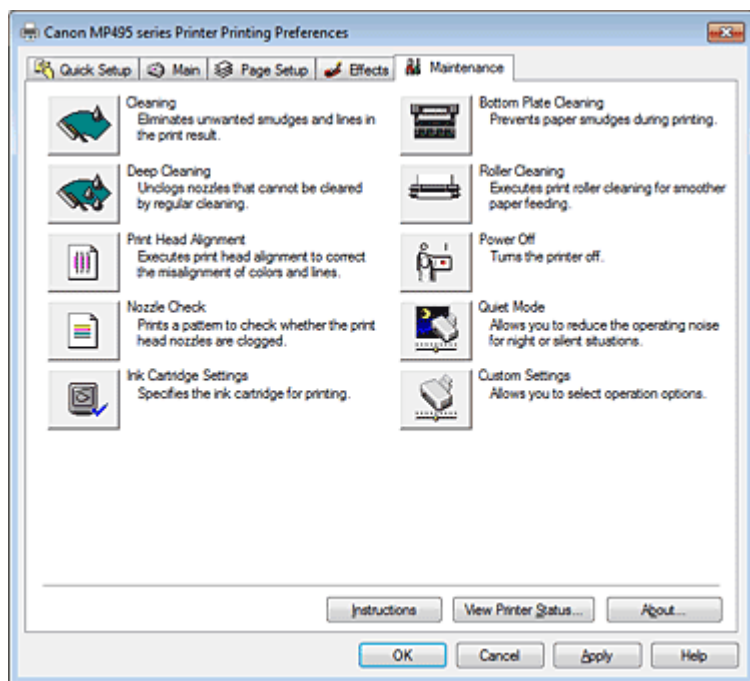 Canon MP495 series Printer Printing Preferences
Quick Setup
Main
Page Setup
Effects
Maintenance
Cleaning
Eliminates unwanted smudges and lines in
the print result.
Deep Cleaning
Unclogs nozzles that cannot be cleared
by regular cleaning.
Print Head Alignment
Executes print head alignment to correct
the misalignment of colors and lines.
Nozzle Check
Prints a pattern to check whether the print
head nozzles are clogged.
Ink Cartridge Settings
Specifies the ink cartridge for printing.
Bottom Plate Cleaning
Prevents paper smudges during printing.
Roller Cleaning
Executes print roller cleaning for smoother
paper feeding.
Power Off
Turns the printer off.
Quiet Mode
Allows you to reduce the operating noise
for night or silent situations.
Custom Settings
Allows you to select operation options.
Instructions
View Printer Status...
About...
OK
Cancel
Apply
Help